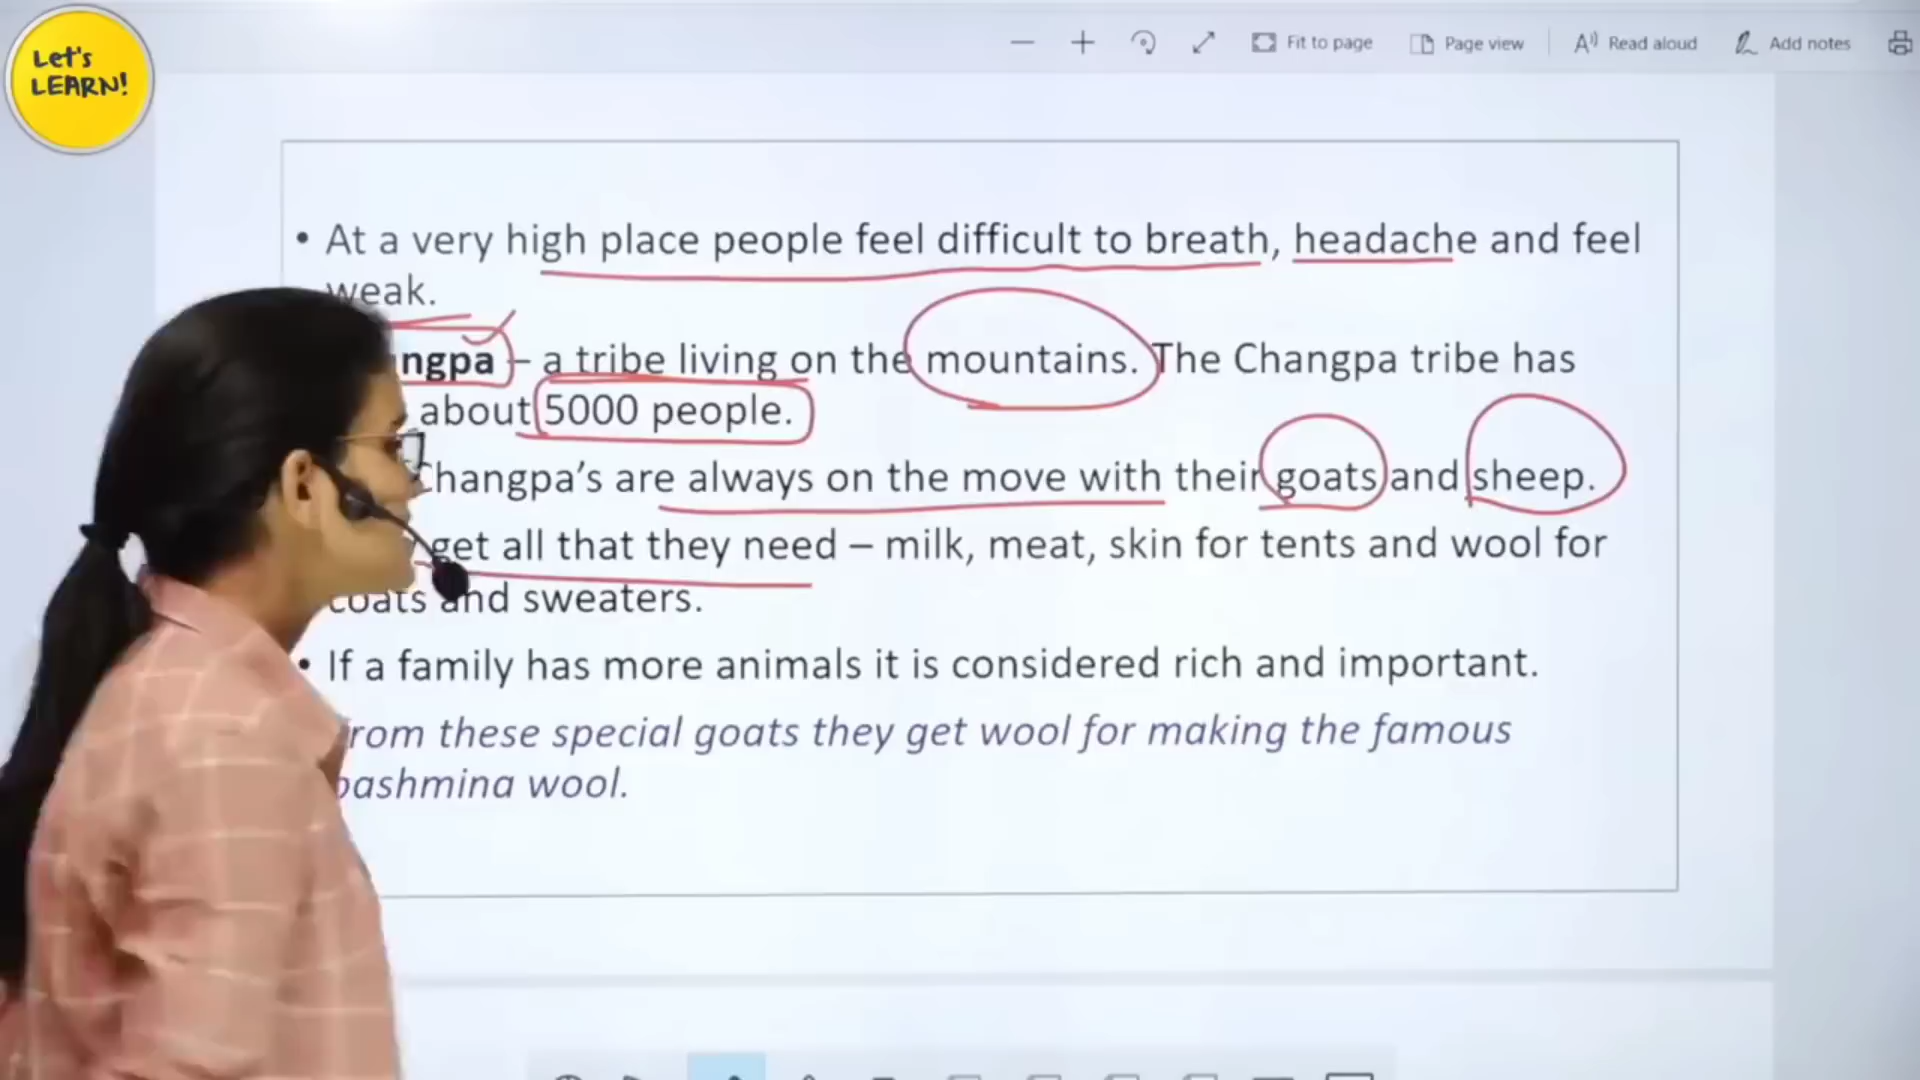 Let's
LEARN!
Fit to page
Page view
Read aloud
Add notes
• At a very high place people feel difficult to breath, headache and feel
weak.
ngpa – a tribe living on the mountains. The Changpa tribe has
about 5000 people.
Changpa's are always on the move with their goats and sheep.
get all that they need – milk, meat, skin for tents and wool for
coats and sweaters.
• If a family has more animals it is considered rich and important.
from these special goats they get wool for making the famous
pashmina wool.